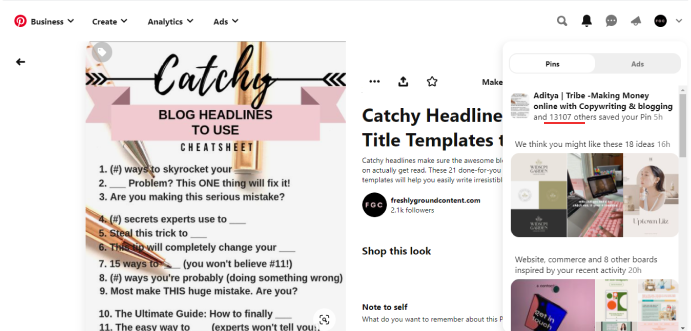 Business Create Analytics Ads
FGC
Pins Ads
Catchy
BLOG HEADLINES
TO USE
CHEATSHEET
1. (#) ways to skyrocket your ___
2. ___ Problem? This ONE thing will fix it!
3. Are you making this serious mistake?
4. (#) secrets experts use to ___
5. Steal this trick to ___
6. This tip will completely change your ___
7. 15 ways to ___ (you won't believe #11!)
8. (#) ways you're probably (doing something wrong)
9. Most make THIS huge mistake. Are you?
10. The Ultimate Guide: How to finally ___
11. The easy way to ___ (experts won't tell you)
Make
Catchy Headline
Title Templates t
Catchy headlines make sure the awesome bl
on actually get read. These 21 done-for-you
templates will help you write irresistible
FGC
freshlygroundcontent.com
2.1k followers
Shop this look
Note to self
What do you want to remember about this P
Aditya | Tribe -Making Money
online with Copywriting & blogging
and 13107 others saved your Pin 5h
We think you might like these 18 ideas 16h
WILSON
GARDEN
Uptown Lite
Website, commerce and 8 other boards
inspired by your recent activity 20h
Get in
touch